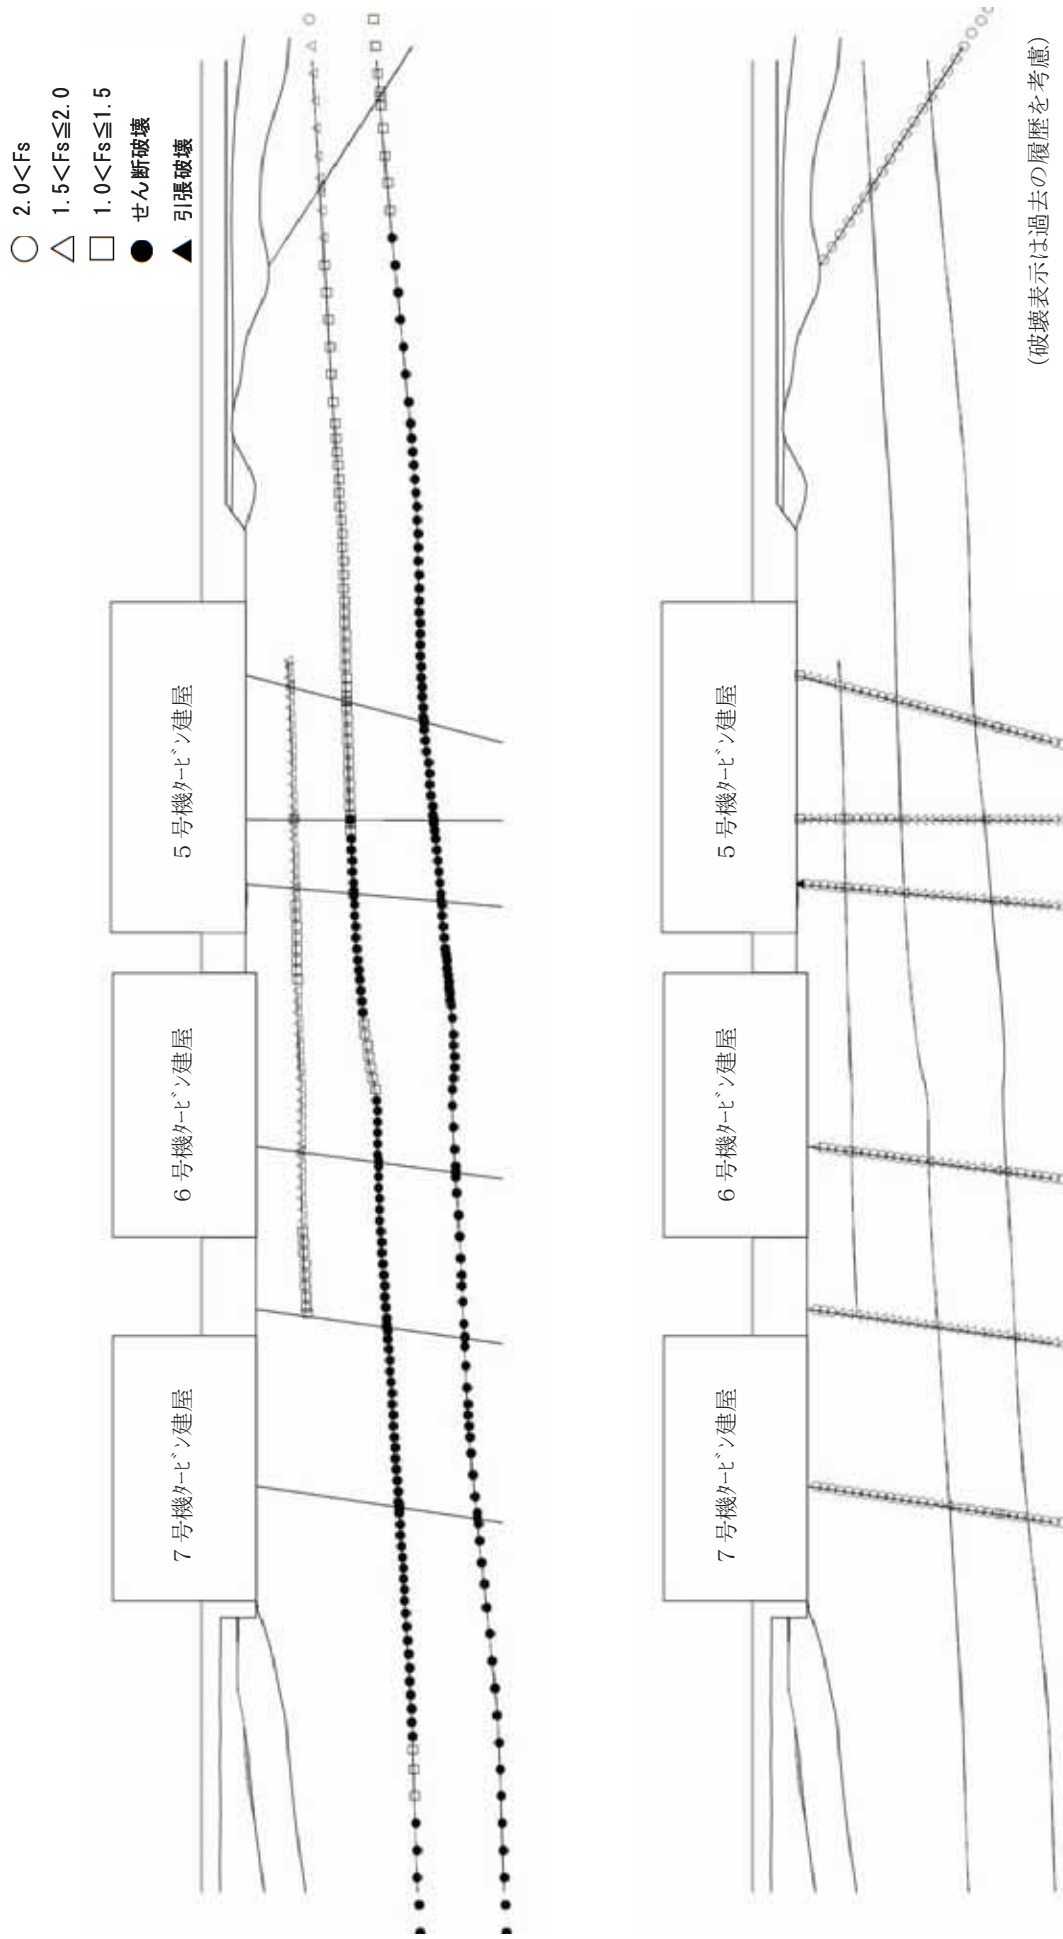 2.0<Fs
1.5<Fs≦2.0
1.0<Fs≦1.5
せん断破壊
引張破壊
7号機タービン建屋
6号機タービン建屋
5号機タービン建屋
7号機タービン建屋
6号機タービン建屋
5号機タービン建屋
(破壊表示は過去の履歴を考慮)